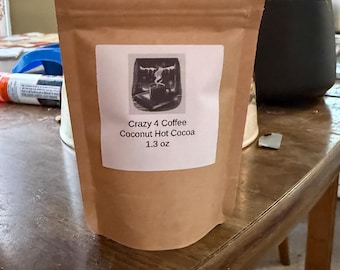 Crazy 4 Coffee
Coconut Hot Cocoa
1.3 oz